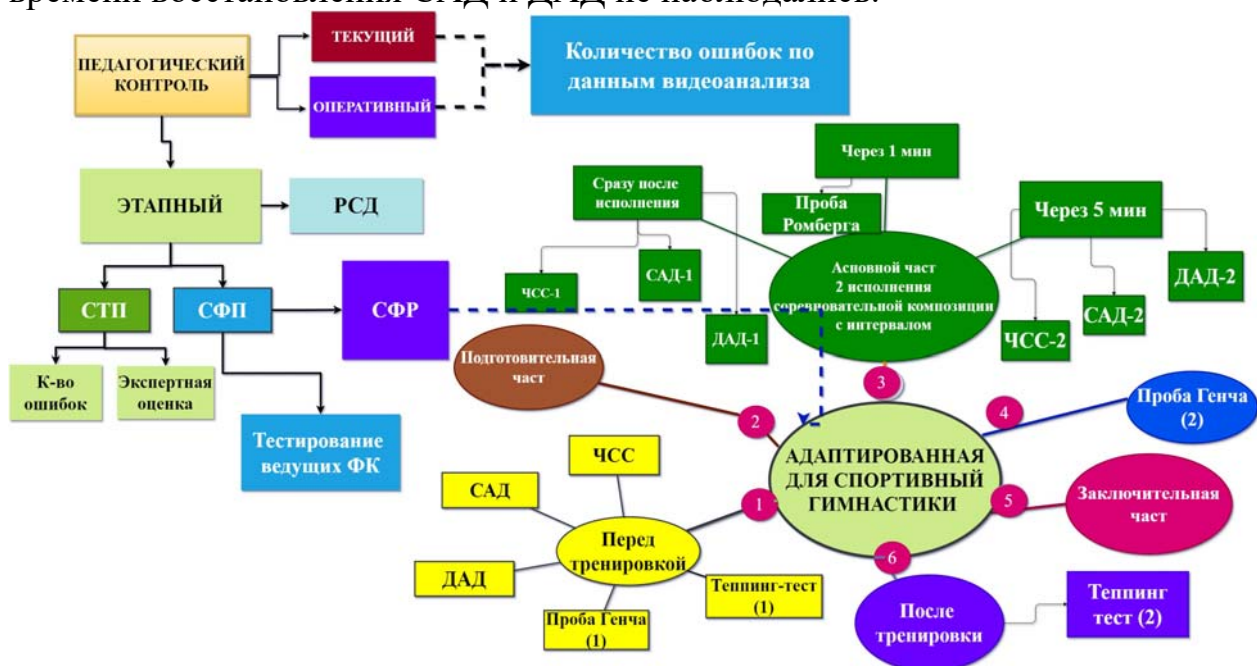 времени восстановления САД и ДАД не наблюдались.
ПЕДАГОГИЧЕСКИЙ
КОНТРОЛЬ
ТЕКУЩИЙ
ОПЕРАТИВНЫЙ
Количество ошибок по
данным видеоанализа
ЭТАПНЫЙ
РСД
СТП
СФП
СФР
К-во
ошибок
Экспертная
оценка
Тестирование
ведущих ФК
Сразу после
исполнения
ЧСС-1
САД-1
ДАД-1
Через 1 мин
Проба
Ромберга
Через 5 мин
ЧСС-2
САД-2
ДАД-2
Асновной част
2 исполнения
соревновательной композиции
с интервалом
Подготовительная
част
2
3
4
Проба Генча
(2)
АДАПТИРОВАННАЯ
ДЛЯ СПОРТИВНЫЙ
ГИМНАСТИКИ
1
5
Заключительная
част
6
ЧСС
САД
ДАД
Перед
тренировкой
Проба Генча
(1)
Теппинг-тест
(1)
После
тренировки
Теппинг
тест (2)